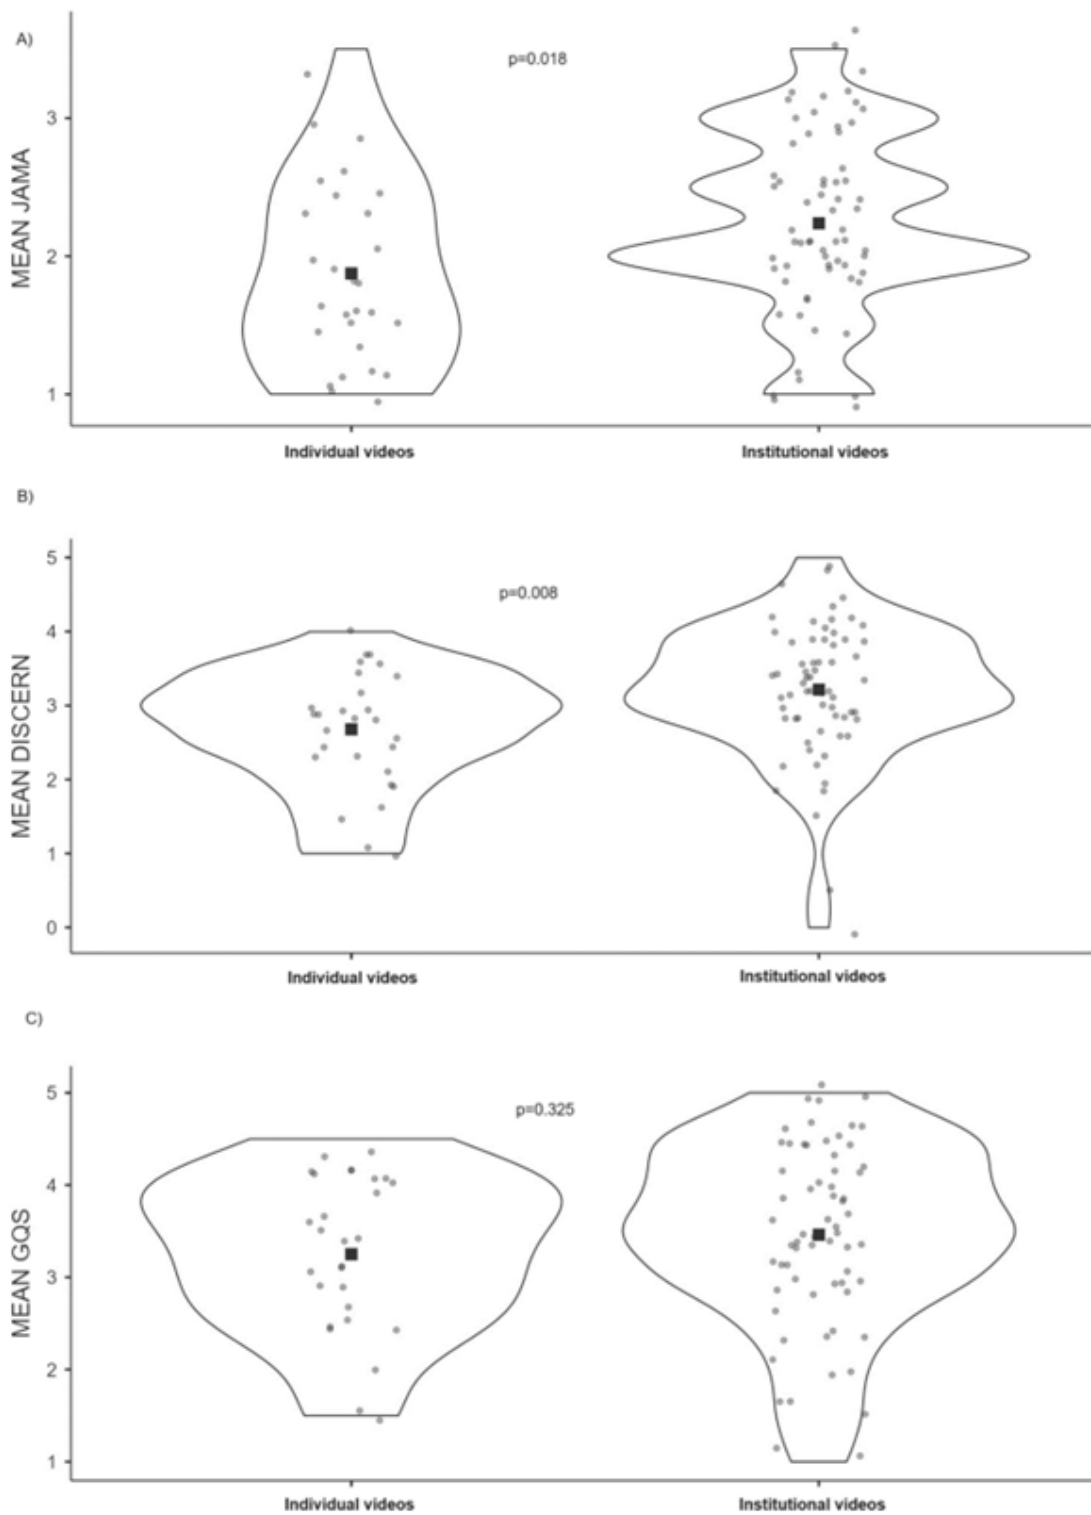 A)
p=0.018
MEAN JAMA
3
2
1
Individual videos
Institutional videos
B)
p=0.008
MEAN DISCERN
5
4
3
2
1
0
Individual videos
Institutional videos
C)
p=0.325
MEAN GQS
5
4
3
2
1
Individual videos
Institutional videos